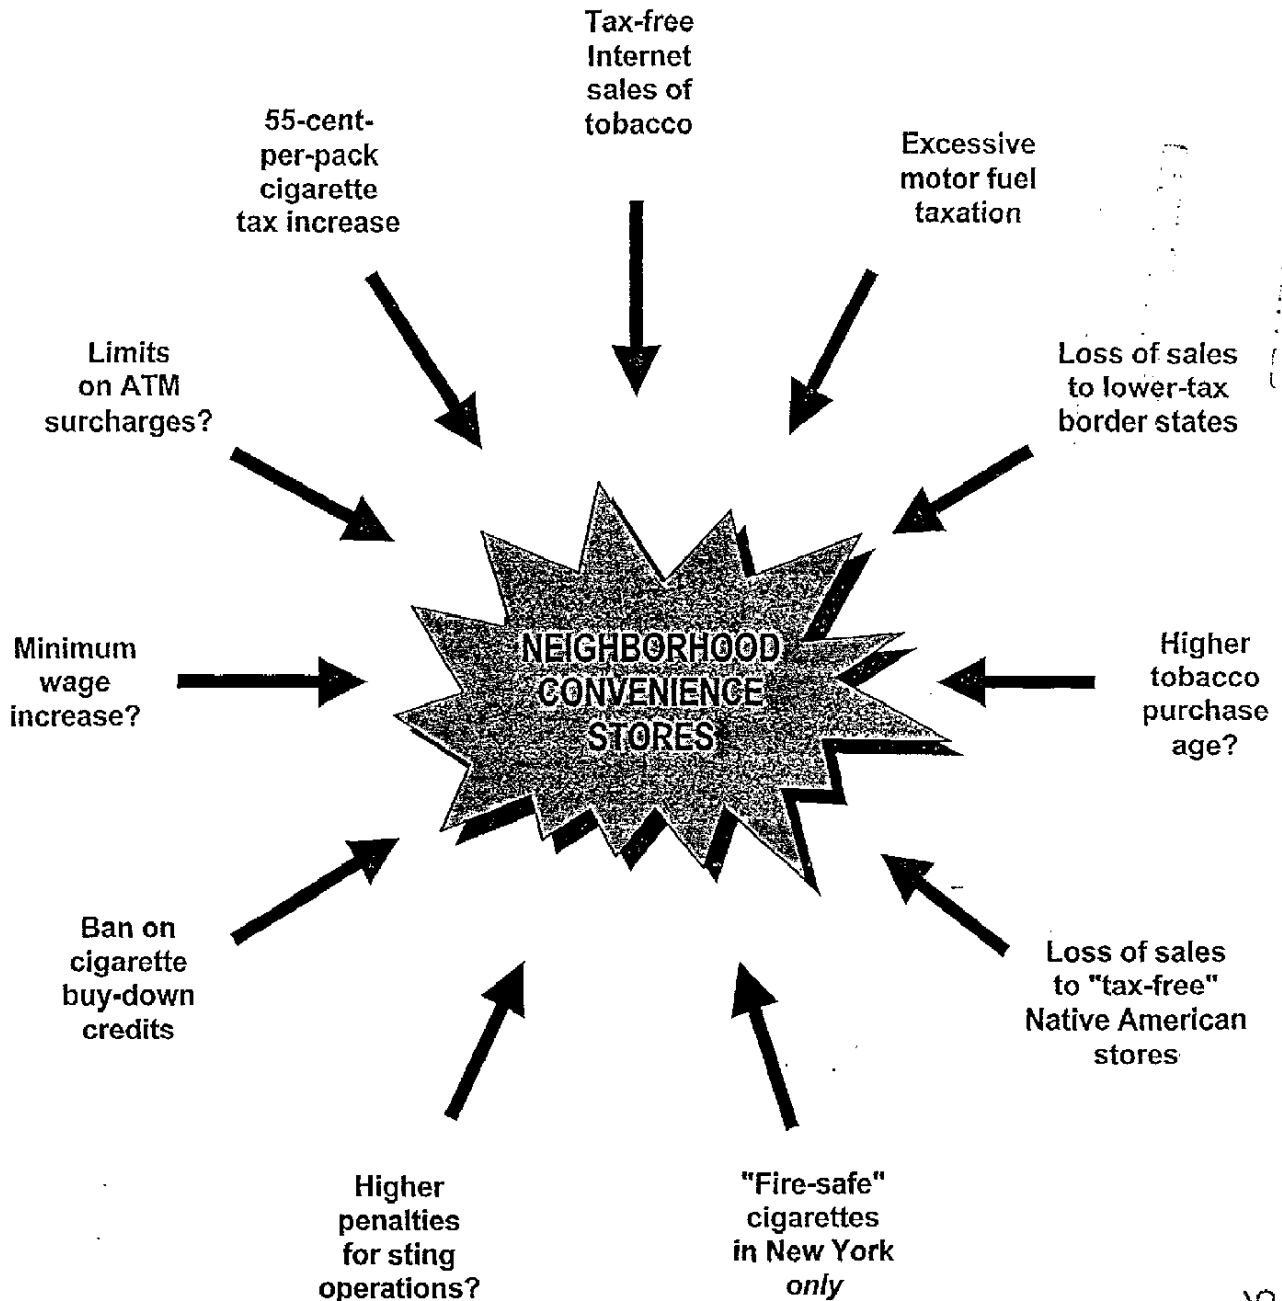 Tax-free
Internet
sales of
tobacco
55-cent-
per-pack
cigarette
tax increase
Excessive
motor fuel
taxation
Limits
on ATM
surcharges?
Loss of sales
to lower-tax
border states
Minimum
wage
increase?
NEIGHBORHOOD
CONVENIENCE
STORES
Higher
tobacco
purchase
age?
Ban on
cigarette
buy-down
credits
Loss of sales
to "tax-free"
Native American
stores
Higher
penalties
for sting
operations?
"Fire-safe"
cigarettes
in New York
only